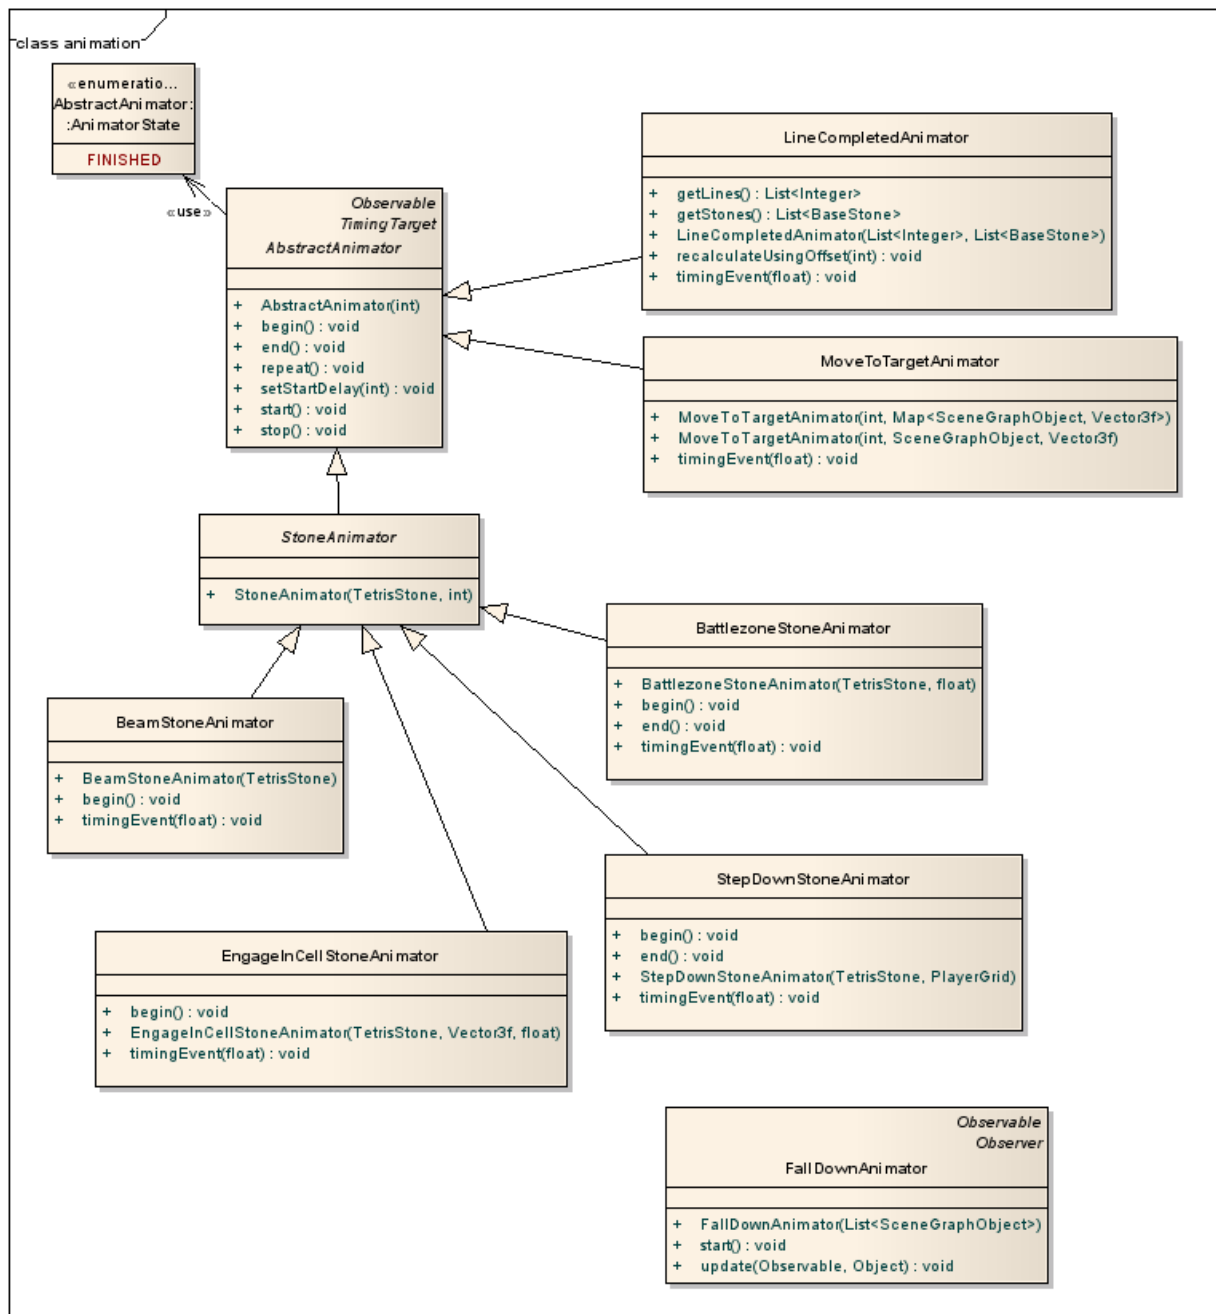 class animation
«enumeratio...
AbstractAnimator:
:AnimatorState
FINISHED
«use»
Observable
TimingTarget
AbstractAnimator
+ AbstractAnimator(int)
+ begin() : void
+ end() : void
+ repeat() : void
+ setStartDelay(int) : void
+ start() : void
+ stop() : void
LineCompletedAnimator
+ getLines() : List<Integer>
+ getStones() : List<BaseStone>
+ LineCompletedAnimator(List<Integer>, List<BaseStone>)
+ recalculateUsingOffset(int) : void
+ timingEvent(float) : void
MoveToTargetAnimator
+ MoveToTargetAnimator(int, Map<SceneGraphObject, Vector3f>)
+ MoveToTargetAnimator(int, SceneGraphObject, Vector3f)
+ timingEvent(float) : void
StoneAnimator
+ StoneAnimator(TetrisStone, int)
BattlezoneStoneAnimator
+ BattlezoneStoneAnimator(TetrisStone, float)
+ begin() : void
+ end() : void
+ timingEvent(float) : void
BeamStoneAnimator
+ BeamStoneAnimator(TetrisStone)
+ begin() : void
+ timingEvent(float) : void
StepDownStoneAnimator
+ begin() : void
+ end() : void
+ StepDownStoneAnimator(TetrisStone, PlayerGrid)
+ timingEvent(float) : void
EngageInCellStoneAnimator
+ begin() : void
+ EngageInCellStoneAnimator(TetrisStone, Vector3f, float)
+ timingEvent(float) : void
Observable
Observer
FallDownAnimator
+ FallDownAnimator(List<SceneGraphObject>)
+ start() : void
+ update(Observable, Object) : void